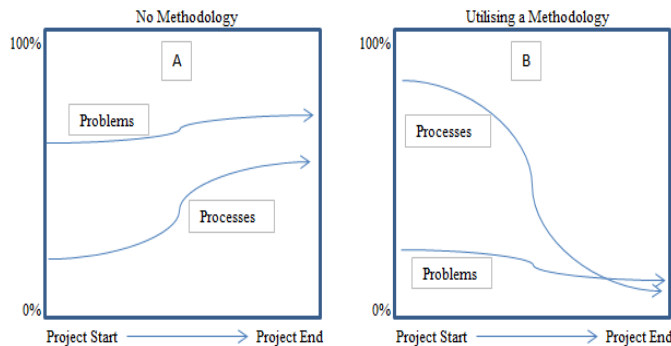 No Methodology
100%
A
Problems
Processes
0%
Project Start
Project End
Utilising a Methodology
100%
B
Processes
Problems
0%
Project Start
Project End